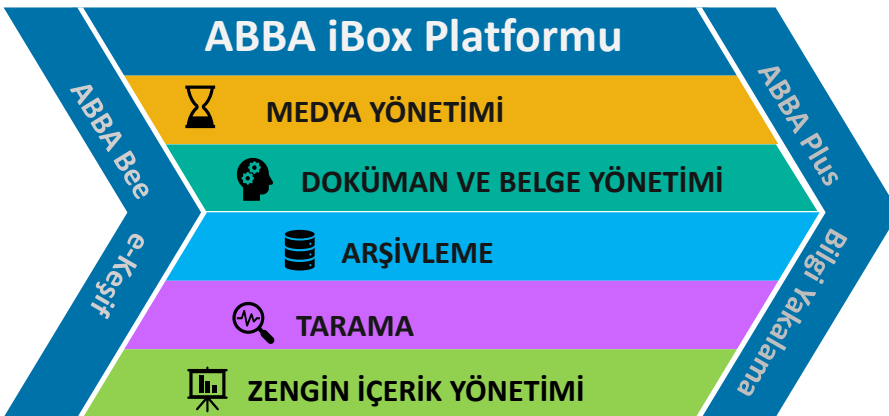 ABBA iBox Platformu
ABBA Bee
e-Keşif
MEDYA YÖNETİMİ
DOKÜMAN VE BELGE YÖNETİMİ
ARŞİVLEME
TARAMA
ZENGİN İÇERİK YÖNETİMİ
ABBA Plus
Bilgi Yakalama